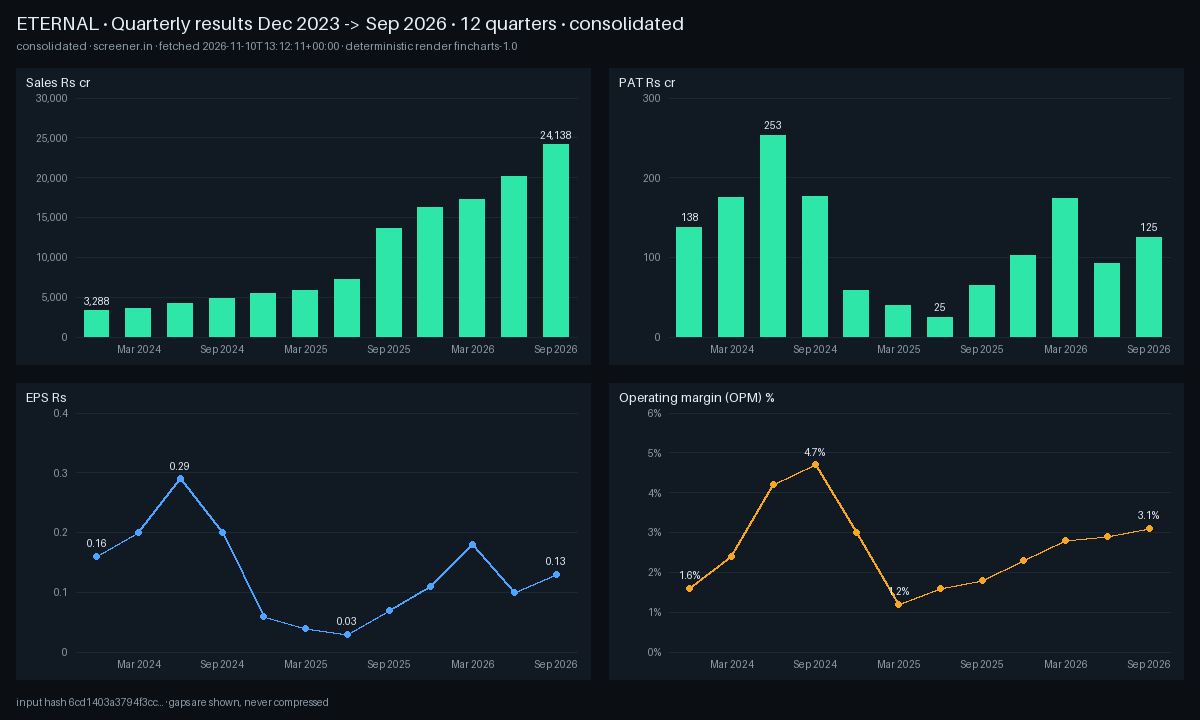 ETERNAL · Quarterly results Dec 2023 -> Sep 2026 · 12 quarters · consolidated
consolidated · screener.in · fetched 2026-11-10T13:12:11+00:00 · deterministic render fincharts-1.0
Sales Rs cr
30,000
25,000
20,000
15,000
10,000
5,000
0
3,288
24,138
Mar 2024
Sep 2024
Mar 2025
Sep 2025
Mar 2026
Sep 2026
PAT Rs cr
300
200
100
0
138
253
25
125
Mar 2024
Sep 2024
Mar 2025
Sep 2025
Mar 2026
Sep 2026
EPS Rs
0.4
0.3
0.2
0.1
0
0.16
0.29
0.03
0.13
Mar 2024
Sep 2024
Mar 2025
Sep 2025
Mar 2026
Sep 2026
Operating margin (OPM) %
6%
5%
4%
3%
2%
1%
0%
1.6%
4.7%
1.2%
3.1%
Mar 2024
Sep 2024
Mar 2025
Sep 2025
Mar 2026
Sep 2026
input hash 6cd1403a3794f3cc... · gaps are shown, never compressed